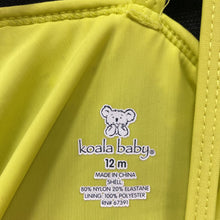 koala baby®
12 m
MADE IN CHINA
SHELL:
80% NYLON 20% ELASTANE
LINING: 100% POLYESTER
RN# 67391